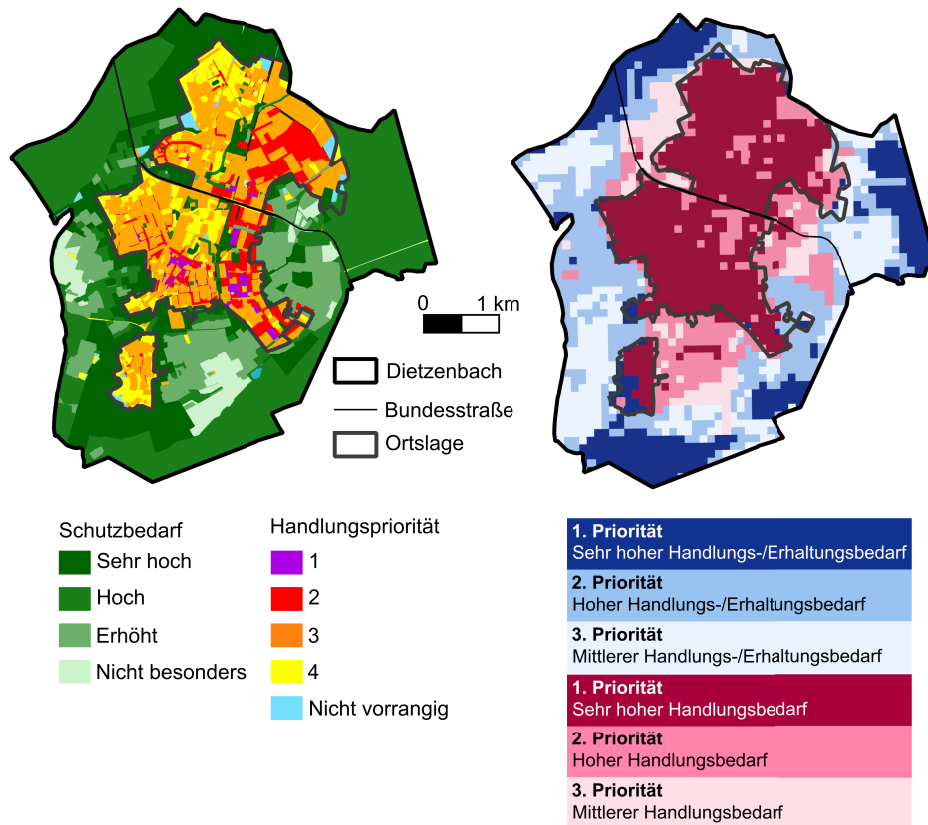 0 1 km
Dietzenbach
Bundesstraße
Ortslage
Schutzbedarf
Sehr hoch
Hoch
Erhöht
Nicht besonders
Handlungspriorität
1
2
3
4
Nicht vorrangig
1. Priorität
Sehr hoher Handlungs-/Erhaltungsbedarf
2. Priorität
Hoher Handlungs-/Erhaltungsbedarf
3. Priorität
Mittlerer Handlungs-/Erhaltungsbedarf
1. Priorität
Sehr hoher Handlungsbedarf
2. Priorität
Hoher Handlungsbedarf
3. Priorität
Mittlerer Handlungsbedarf